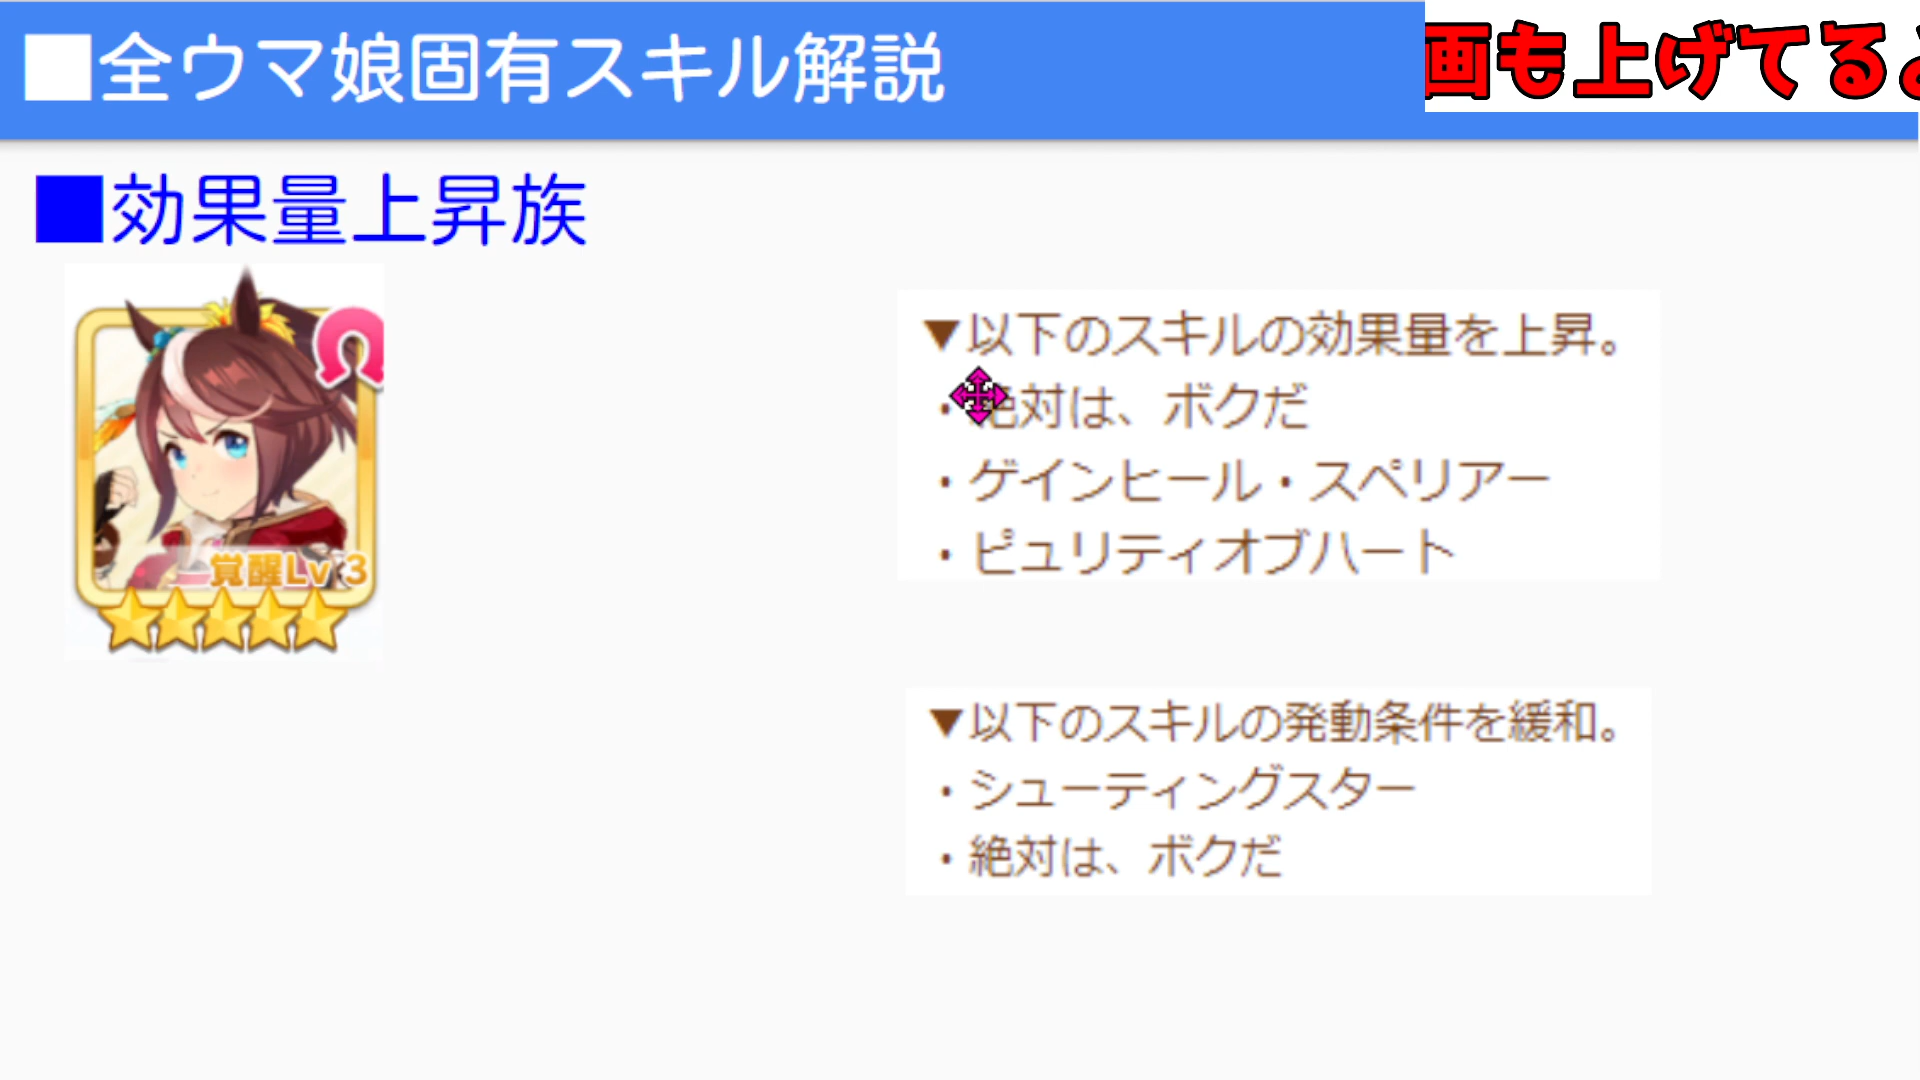 ■全ウマ娘固有スキル解説
画も上げてる
■効果量上昇族
覚醒Lv 3
▼以下のスキルの効果量を上昇。
・絶対は、ボクだ
・ゲインヒール・スペリアー
・ピュリティオブハート
▼以下のスキルの発動条件を緩和。
・シューティングスター
・絶対は、ボクだ